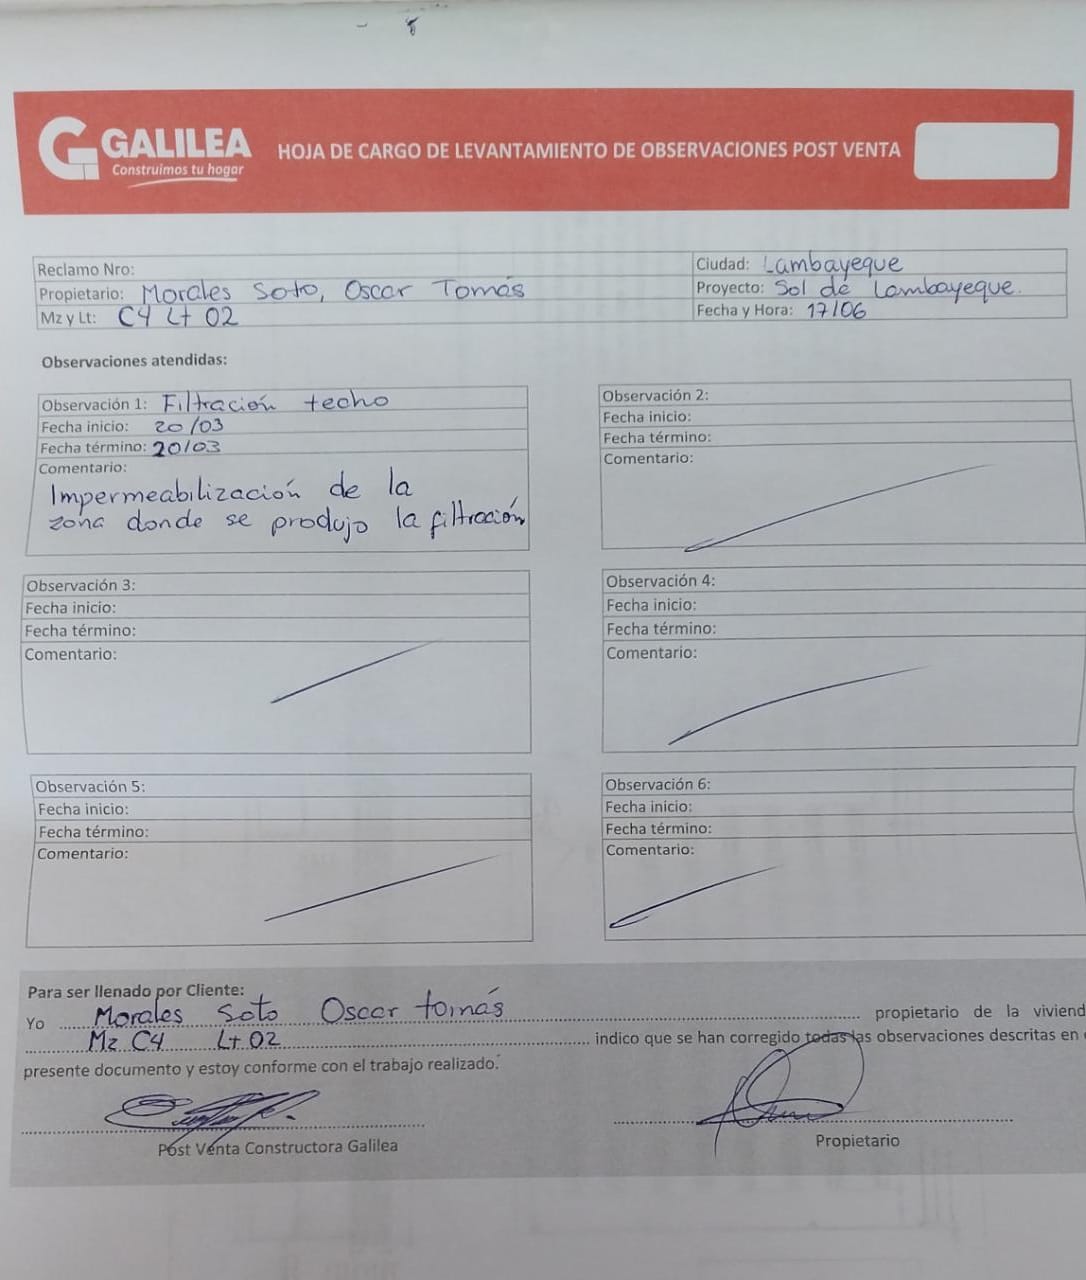 GALILEA
Construimos tu hogar
HOJA DE CARGO DE LEVANTAMIENTO DE OBSERVACIONES POST VENTA
Reclamo Nro:
Propietario: Morales Soto, Oscar Tomás
Mz y Lt: C4 Lt 02
Ciudad: Lambayeque
Proyecto: Sol de Lambayeque.
Fecha y Hora: 17/06
Observaciones atendidas:
Observación 1: Filtración techo
Fecha inicio: 20/03
Fecha término: 20/03
Comentario:
Impermeabilización de la
zona donde se produjo la filtración
Observación 2:
Fecha inicio:
Fecha término:
Comentario:
Observación 3:
Fecha inicio:
Fecha término:
Comentario:
Observación 4:
Fecha inicio:
Fecha término:
Comentario:
Observación 5:
Fecha inicio:
Fecha término:
Comentario:
Observación 6:
Fecha inicio:
Fecha término:
Comentario:
Para ser llenado por Cliente:
Yo Morales Soto Oscar tomás propietario de la viviend
Mz C4 Lt 02 indico que se han corregido todas las observaciones descritas en
presente documento y estoy conforme con el trabajo realizado.
Post Venta Constructora Galilea
Propietario